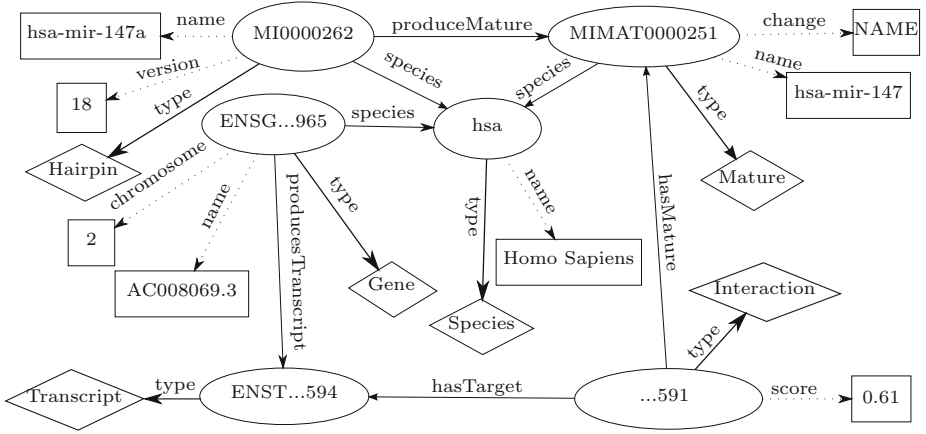 name
hsa-mir-147a
MI0000262
produceMature
MIMAT0000251
change
NAME
version
species
species
name
18
type
hsa-mir-147
ENSG...965
species
hsa
type
Hairpin
chromosome
name
producesTranscript
type
type
name
hasMature
Mature
2
AC008069.3
Gene
Homo Sapiens
Species
Interaction
type
Transcript
type
ENST...594
hasTarget
...591
score
0.61